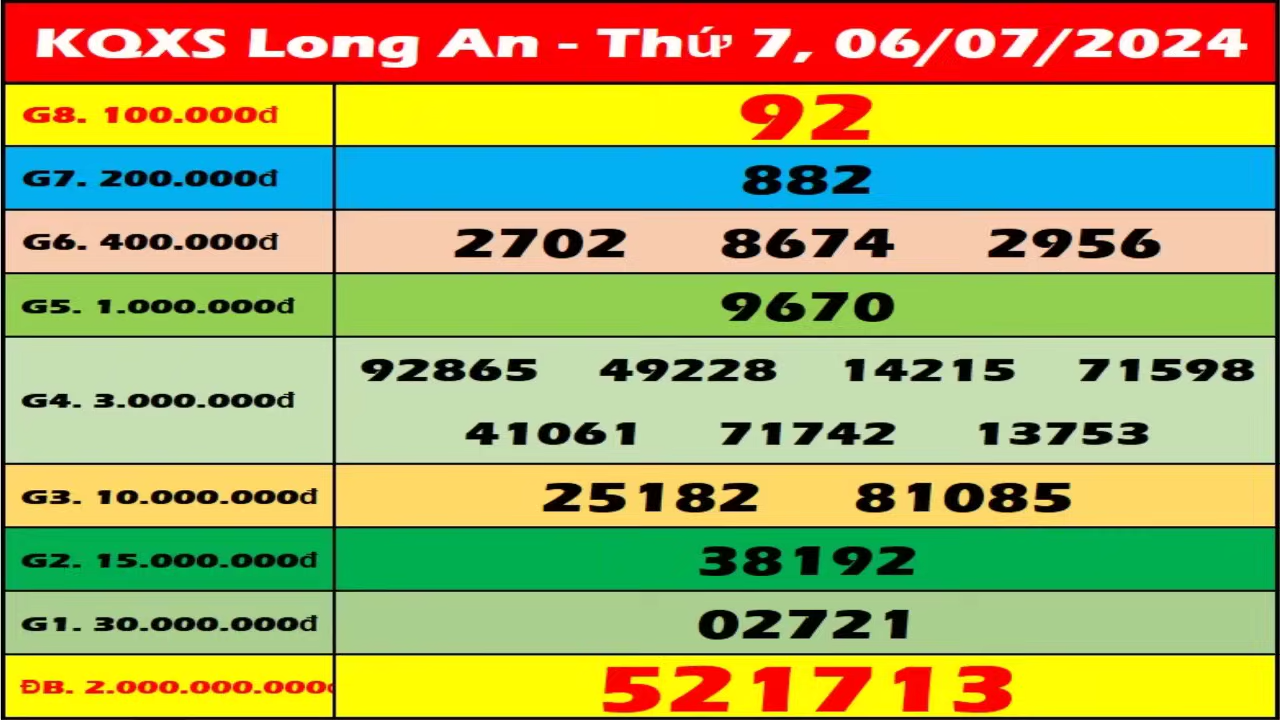 KQXS Long An - Thứ 7, 06/07/2024
G8. 100.000đ 92
G7. 200.000đ 882
G6. 400.000đ 2702 8674 2956
G5. 1.000.000đ 9670
92865 49228 14215 71598
G4. 3.000.000đ
41061 71742 13753
G3. 10.000.000đ 25182 81085
G2. 15.000.000đ 38192
G1. 30.000.000đ 02721
ĐB. 2.000.000.000đ 521713